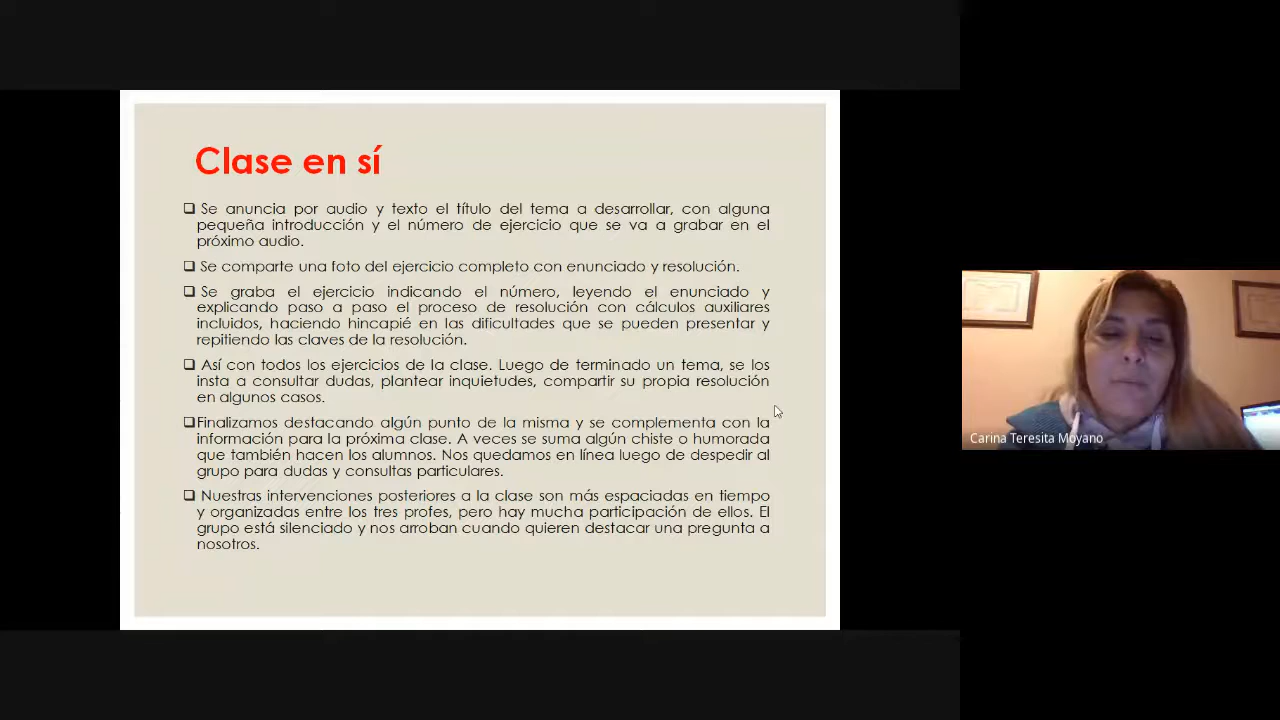 Clase en sí
❑ Se anuncia por audio y texto el título del tema a desarrollar, con alguna
pequeña introducción y el número de ejercicio que se va a grabar en el
próximo audio.
❑ Se comparte una foto del ejercicio completo con enunciado y resolución.
❑ Se graba el ejercicio indicando el número, leyendo el enunciado y
explicando paso a paso el proceso de resolución con cálculos auxiliares
incluidos, haciendo hincapié en las dificultades que se pueden presentar y
repitiendo las claves de la resolución.
❑ Así con todos los ejercicios de la clase. Luego de terminado un tema, se los
insta a consultar dudas, plantear inquietudes, compartir su propia resolución
en algunos casos.
❑Finalizamos destacando algún punto de la misma y se complementa con la
información para la próxima clase. A veces se suma algún chiste o humorada
que también hacen los alumnos. Nos quedamos en línea luego de despedir al
grupo para dudas y consultas particulares.
❑ Nuestras intervenciones posteriores a la clase son más espaciadas en tiempo
y organizadas entre los tres profes, pero hay mucha participación de ellos. El
grupo está silenciado y nos arroban cuando quieren destacar una pregunta a
nosotros.
Carina Teresita Moyano